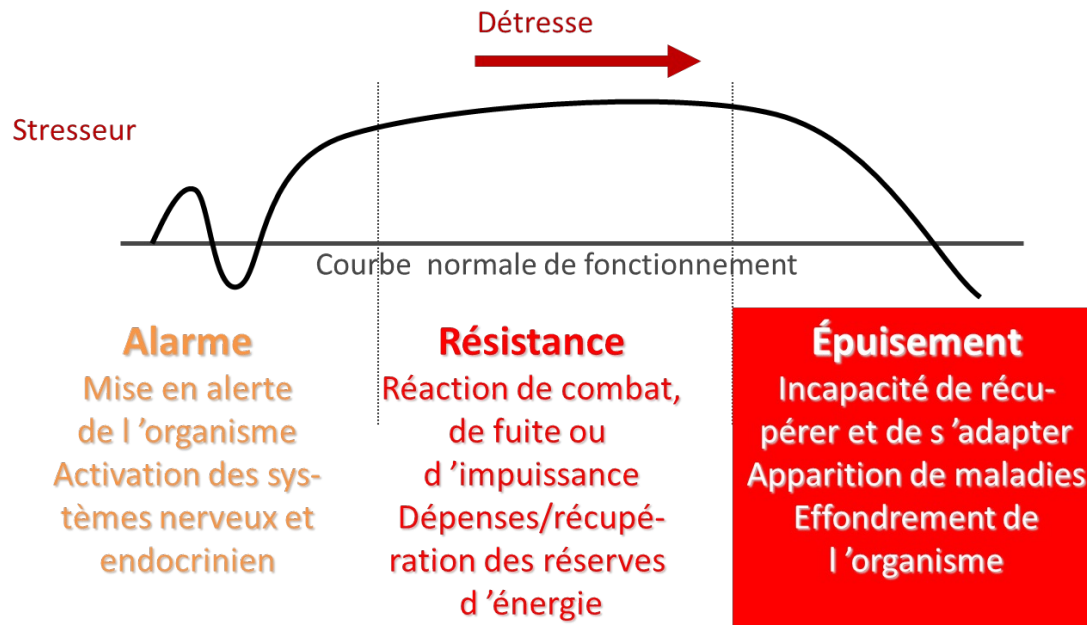 Détresse
Stresseur
Courbe  normale de fonctionnement
Alarme
Mise en alerte
de l ’organisme
Activation des sys-
tèmes nerveux et
endocrinien
Résistance
Réaction de combat,
de fuite ou
d ’impuissance
Dépenses/récupé-
ration des réserves
d ’énergie
Épuisement
Incapacité de récu-
pérer et de s ’adapter
Apparition de maladies
Effondrement de
l ’organisme